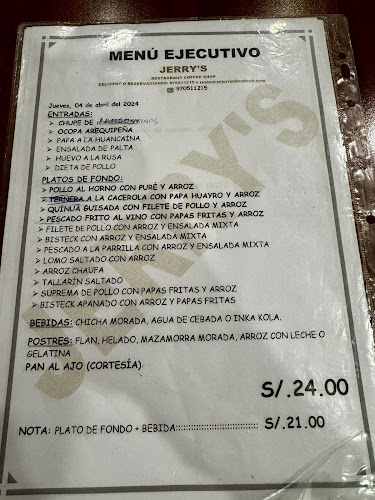 MENÚ EJECUTIVO
JERRY'S
RESTAURANT COFFEE SHOP
DELIVERY O RESERVACIONES: 970511215 o
970511215
Jueves, 04 de abril del 2024
ENTRADAS:
➤ CHUPE DE
➤ OCOPA AREQUIPEÑA
➤ PAPA A LA HUANCAINA
➤ ENSALADA DE PALTA
➤ HUEVO A LA RUSA
➤ DIETA DE POLLO
PLATOS DE FONDO:
➤ POLLO AL HORNO CON PURÉ Y ARROZ
➤ TERNERA A LA CACEROLA CON PAPA HUAYRO Y ARROZ
➤ QUINUA GUISADA CON FILETE DE POLLO Y ARROZ
➤ PESCADO FRITO AL VINO CON PAPAS FRITAS Y ARROZ
➤ FILETE DE POLLO CON ARROZ Y ENSALADA MIXTA
➤ BISTECK CON ARROZ Y ENSALADA MIXTA
➤ PESCADO A LA PARRILLA CON ARROZ Y ENSALADA MIXTA
➤ LOMO SALTADO CON ARROZ
➤ ARROZ CHAUFA
➤ TALLARÍN SALTADO
➤ SUPREMA DE POLLO CON PAPAS FRITAS Y ARROZ
➤ BISTECK APANADO CON ARROZ Y PAPAS FRITAS
BEBIDAS: CHICHA MORADA, AGUA DE CEBADA O INKA KOLA.
POSTRES: FLAN, HELADO, MAZAMORRA MORADA, ARROZ CON LECHE O
GELATINA
PAN AL AJO (CORTESÍA)
S/.24.00
NOTA: PLATO DE FONDO + BEBIDA:::::::::::::::::::::::::::::: S/.21.00
JERRY'S